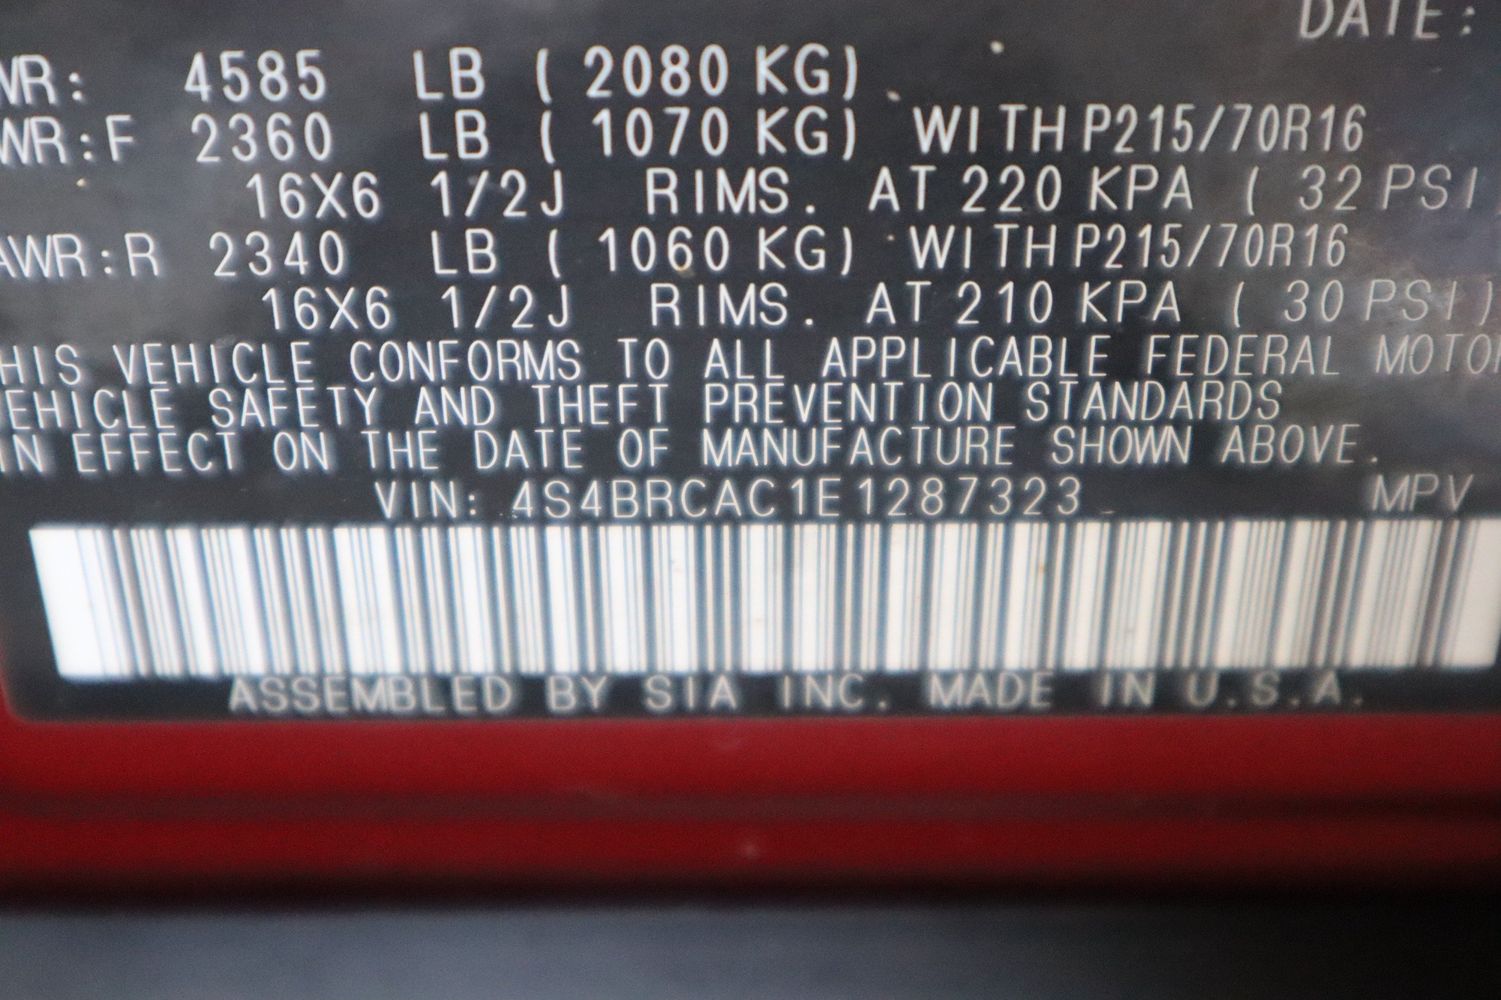 DATE:
WR: 4585 LB ( 2080 KG)
WR:F 2360 LB ( 1070 KG) WITH P215/70R16
16X6 1/2J RIMS. AT 220 KPA ( 32 PSI
AWR:R 2340 LB ( 1060 KG) WITH P215/70R16
16X6 1/2J RIMS. AT 210 KPA ( 30 PSI)
HIS VEHICLE CONFORMS TO ALL APPLICABLE FEDERAL MOTOR
EHICLE SAFETY AND THEFT PREVENTION STANDARDS
IN EFFECT ON THE DATE OF MANUFACTURE SHOWN ABOVE.
VIN: 4S4BRCAC1E1287323 MPV
ASSEMBLED BY SIA INC. MADE IN U.S.A.